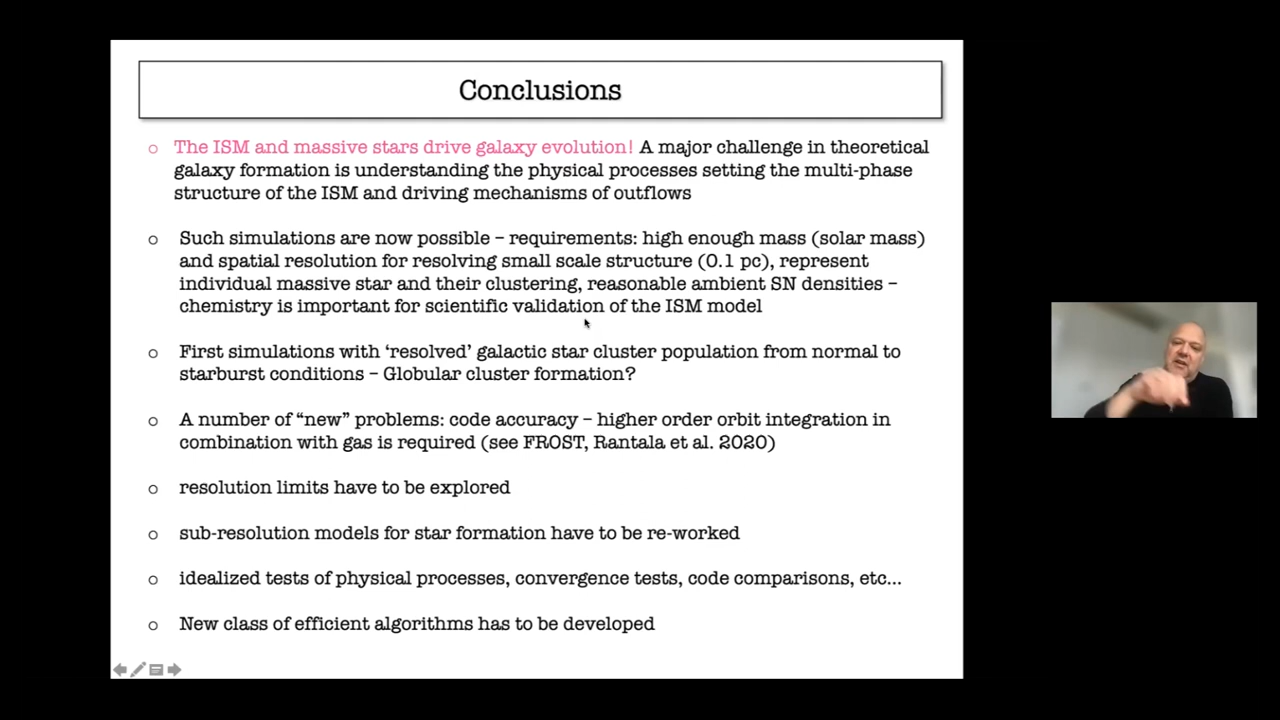 Conclusions
The ISM and massive stars drive galaxy evolution! A major challenge in theoretical
galaxy formation is understanding the physical processes setting the multi-phase
structure of the ISM and driving mechanisms of outflows
Such simulations are now possible – requirements: high enough mass (solar mass)
and spatial resolution for resolving small scale structure (0.1 pc), represent
individual massive star and their clustering, reasonable ambient SN densities –
chemistry is important for scientific validation of the ISM model
First simulations with ‘resolved’ galactic star cluster population from normal to
starburst conditions – Globular cluster formation?
A number of “new” problems: code accuracy – higher order orbit integration in
combination with gas is required (see FROST, Rantala et al. 2020)
resolution limits have to be explored
sub-resolution models for star formation have to be re-worked
idealized tests of physical processes, convergence tests, code comparisons, etc...
New class of efficient algorithms has to be developed